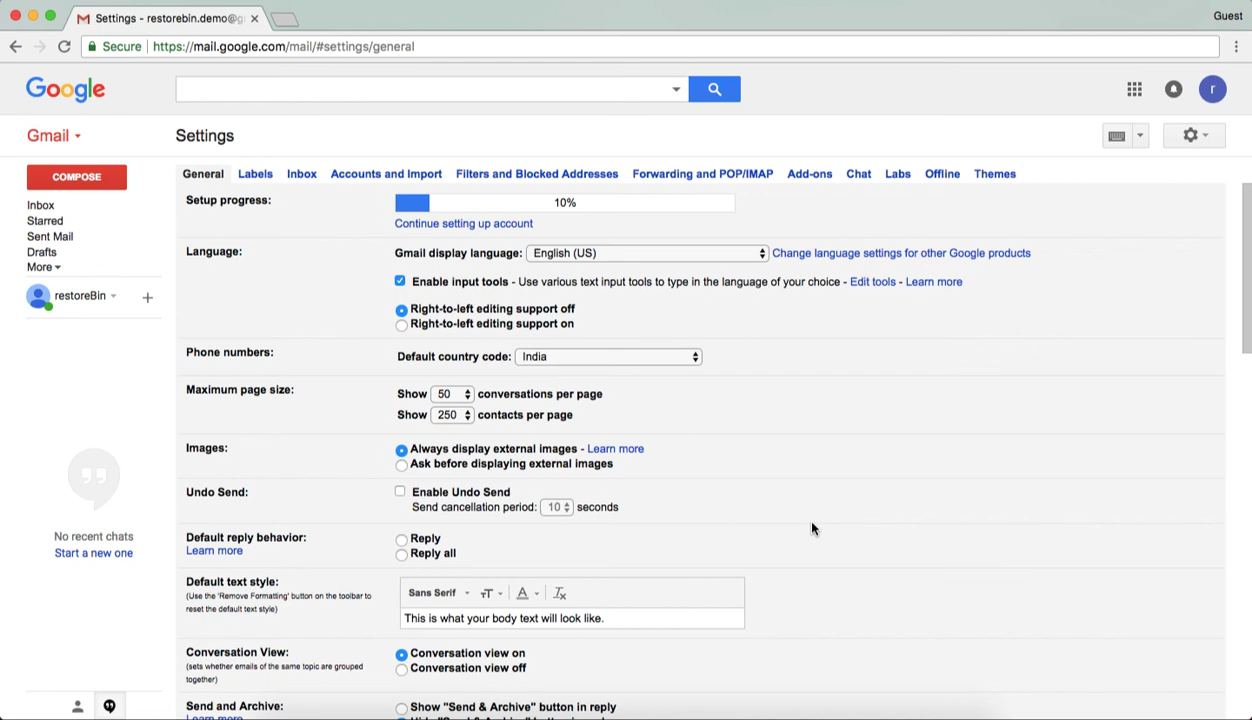 Settings - restorebin.demo@g
Guest
Secure https://mail.google.com/mail/#settings/general
Google
r
Gmail
Settings
COMPOSE
General Labels Inbox Accounts and Import Filters and Blocked Addresses Forwarding and POP/IMAP Add-ons Chat Labs Offline Themes
Inbox
Starred
Sent Mail
Drafts
More
restoreBin
No recent chats
Start a new one
Setup progress:
10%
Continue setting up account
Language:
Gmail display language: English (US) Change language settings for other Google products
Enable input tools - Use various text input tools to type in the language of your choice - Edit tools - Learn more
Right-to-left editing support off
Right-to-left editing support on
Phone numbers:
Default country code: India
Maximum page size:
Show 50 conversations per page
Show 250 contacts per page
Images:
Always display external images - Learn more
Ask before displaying external images
Undo Send:
Enable Undo Send
Send cancellation period: 10 seconds
Default reply behavior:
Learn more
Reply
Reply all
Default text style:
(Use the 'Remove Formatting' button on the toolbar to
reset the default text style)
Sans Serif
This is what your body text will look like.
Conversation View:
(sets whether emails of the same topic are grouped
together)
Conversation view on
Conversation view off
Send and Archive:
Show "Send & Archive" button in reply